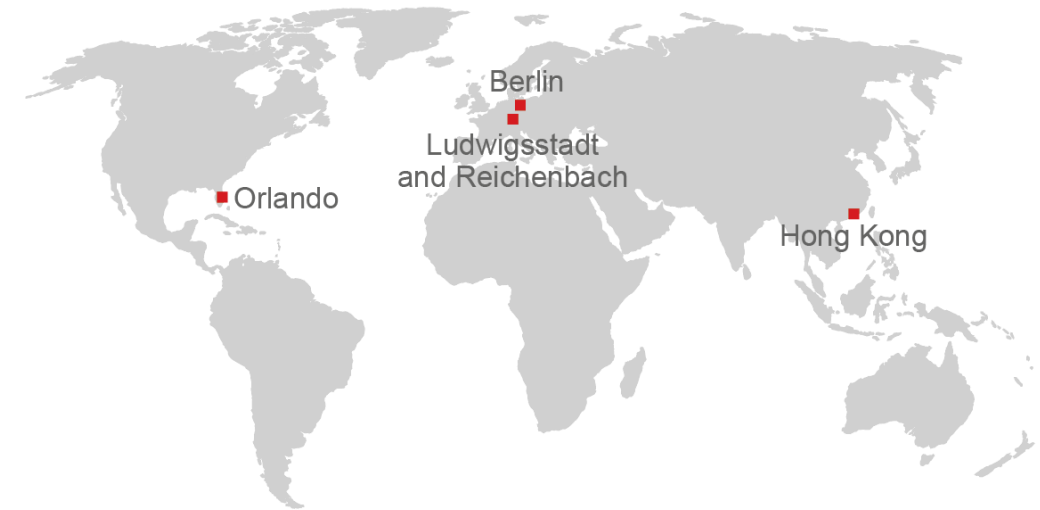 Berlin
Ludwigsstadt
and Reichenbach
Orlando
Hong Kong